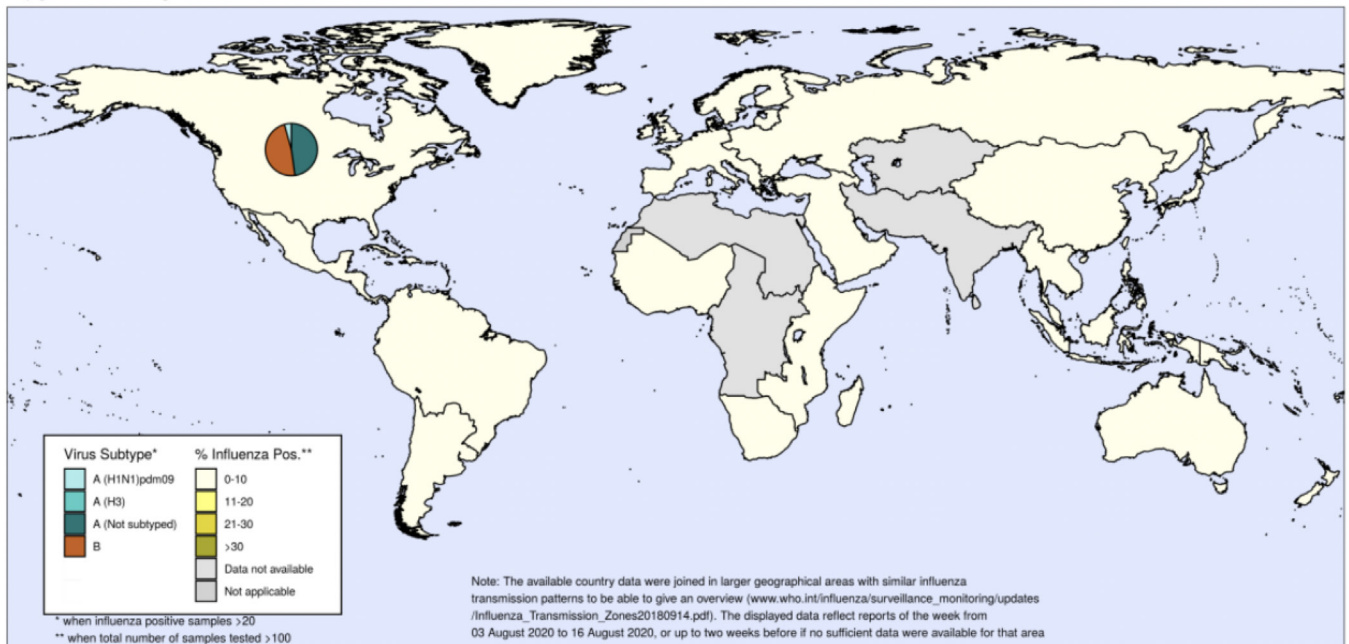 Virus Subtype*
A (H1N1)pdm09
A (H3)
A (Not subtyped)
B
% Influenza Pos.**
0-10
11-20
21-30
>30
Data not available
Not applicable
* when influenza positive samples >20
** when total number of samples tested >100
Note: The available country data were joined in larger geographical areas with similar influenza
transmission patterns to be able to give an overview (www.who.int/influenza/surveillance_monitoring/updates
/Influenza_Transmission_Zones20180914.pdf). The displayed data reflect reports of the week from
03 August 2020 to 16 August 2020, or up to two weeks before if no sufficient data were available for that area